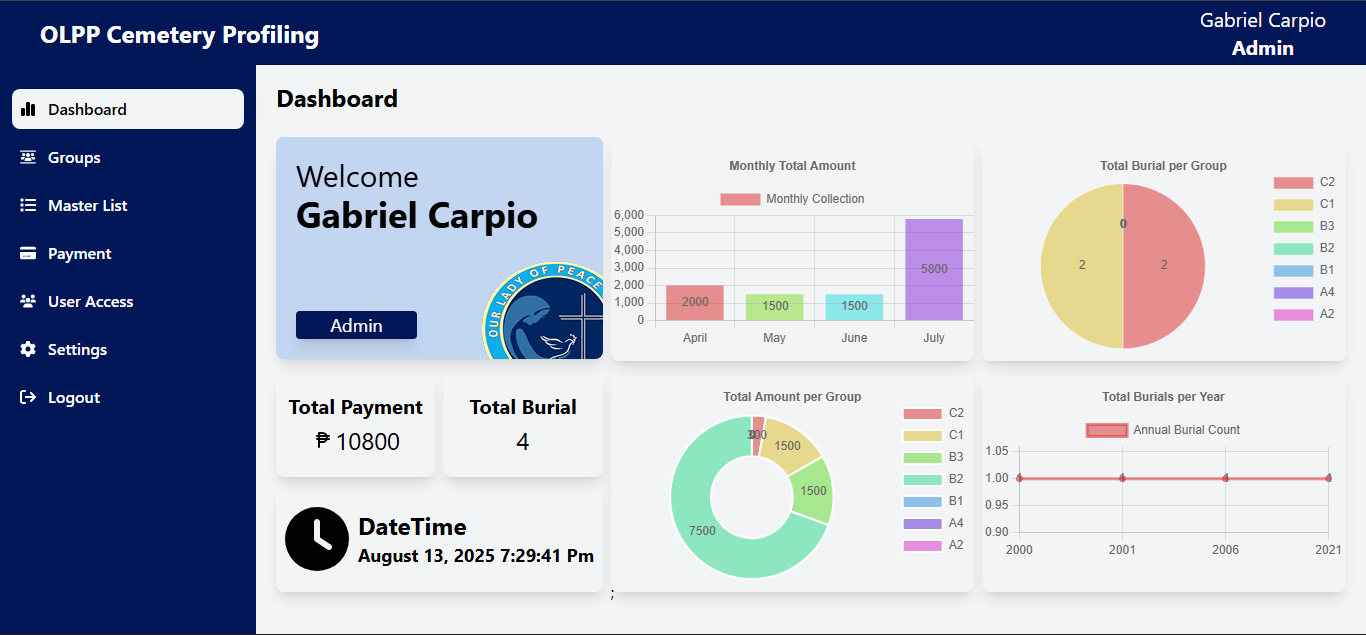 OLPP Cemetery Profiling
Gabriel Carpio
Admin
Dashboard
Groups
Master List
Payment
User Access
Settings
Logout
Dashboard
Welcome
Gabriel Carpio
OUR LADY OF PEACE
Admin
Monthly Total Amount
Monthly Collection
6,000
5,000
4,000
3,000
2,000
1,000
0
2000
1500
1500
5800
April May June July
Total Burial per Group
0
2 2
C2
C1
B3
B2
B1
A4
A2
Total Payment
₱ 10800
Total Burial
4
DateTime
August 13, 2025 7:29:41 Pm
Total Amount per Group
300
1500
1500
7500
C2
C1
B3
B2
B1
A4
A2
;
Total Burials per Year
Annual Burial Count
1.05
1.00
0.95
0.90
2000 2001 2006 2021